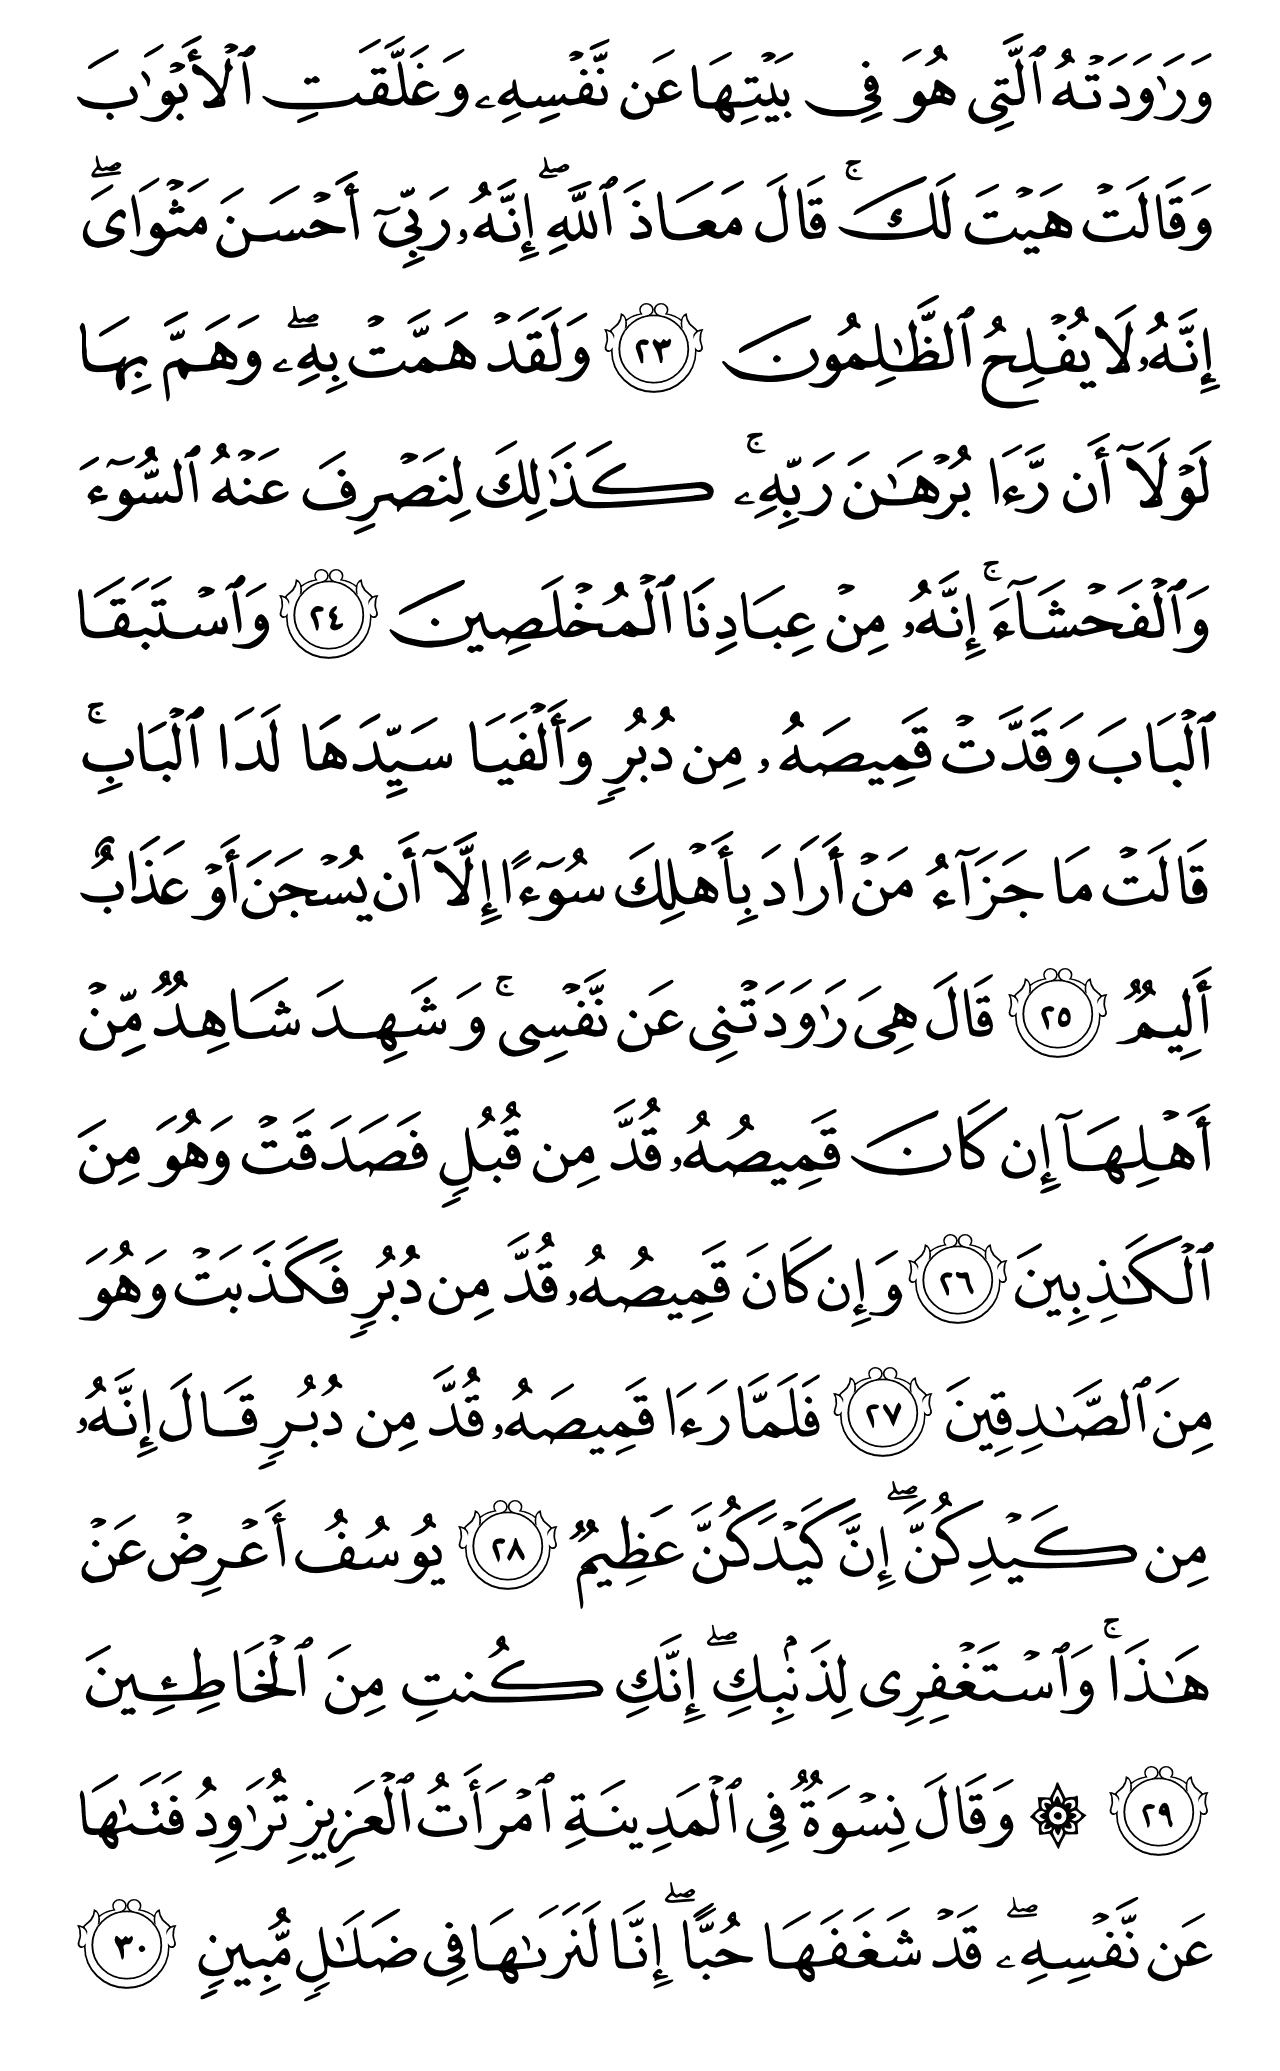 وَرَٰوَدَتۡهُ ٱلَّتِي هُوَ فِي بَيۡتِهَا عَن نَّفۡسِهِۦ وَغَلَّقَتِ ٱلۡأَبۡوَٰبَ
وَقَالَتۡ هَيۡتَ لَكَۚ قَالَ مَعَاذَ ٱللَّهِۖ إِنَّهُۥ رَبِّيٓ أَحۡسَنَ مَثۡوَايَۖ
إِنَّهُۥ لَا يُفۡلِحُ ٱلظَّٰلِمُونَ ٢٣ وَلَقَدۡ هَمَّتۡ بِهِۦۖ وَهَمَّ بِهَا
لَوۡلَآ أَن رَّءَا بُرۡهَٰنَ رَبِّهِۦۚ كَذَٰلِكَ لِنَصۡرِفَ عَنۡهُ ٱلسُّوٓءَ
وَٱلۡفَحۡشَآءَۚ إِنَّهُۥ مِنۡ عِبَادِنَا ٱلۡمُخۡلَصِينَ ٢٤ وَٱسۡتَبَقَا
ٱلۡبَابَ وَقَدَّتۡ قَمِيصَهُۥ مِن دُبُرٖ وَأَلۡفَيَا سَيِّدَهَا لَدَا ٱلۡبَابِۚ
قَالَتۡ مَا جَزَآءُ مَنۡ أَرَادَ بِأَهۡلِكَ سُوٓءًا إِلَّآ أَن يُسۡجَنَ أَوۡ عَذَابٌ
أَلِيمٞ ٢٥ قَالَ هِيَ رَٰوَدَتۡنِي عَن نَّفۡسِيۚ وَشَهِدَ شَاهِدٞ مِّنۡ
أَهۡلِهَآ إِن كَانَ قَمِيصُهُۥ قُدَّ مِن قُبُلٖ فَصَدَقَتۡ وَهُوَ مِنَ
ٱلۡكَٰذِبِينَ ٢٦ وَإِن كَانَ قَمِيصُهُۥ قُدَّ مِن دُبُرٖ فَكَذَبَتۡ وَهُوَ
مِنَ ٱلصَّٰدِقِينَ ٢٧ فَلَمَّا رَءَا قَمِيصَهُۥ قُدَّ مِن دُبُرٖ قَالَ إِنَّهُۥ
مِن كَيۡدِكُنَّۖ إِنَّ كَيۡدَكُنَّ عَظِيمٞ ٢٨ يُوسُفُ أَعۡرِضۡ عَنۡ
هَٰذَاۚ وَٱسۡتَغۡفِرِي لِذَنۢبِكِۖ إِنَّكِ كُنتِ مِنَ ٱلۡخَاطِـِٔينَ
٢٩ ۞ وَقَالَ نِسۡوَةٞ فِي ٱلۡمَدِينَةِ ٱمۡرَأَتُ ٱلۡعَزِيزِ تُرَٰوِدُ فَتَىٰهَا
عَن نَّفۡسِهِۦۖ قَدۡ شَغَفَهَا حُبًّاۖ إِنَّا لَنَرَىٰهَا فِي ضَلَٰلٖ مُّبِينٖ ٣٠